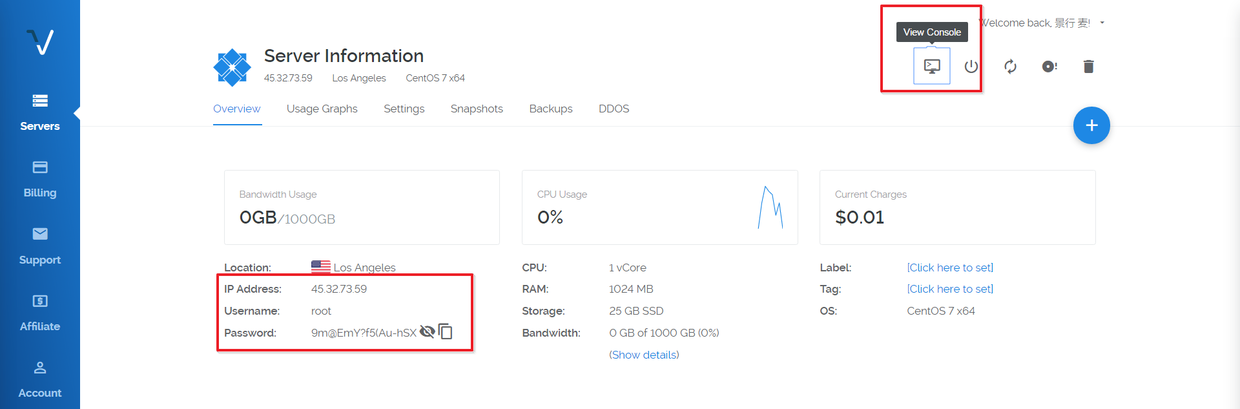 View Console
Welcome back, 景行 麦!
Server Information
45.32.73.59 Los Angeles CentOS 7 x64
Overview Usage Graphs Settings Snapshots Backups DDOS
Servers
Billing
Support
Affiliate
Account
Bandwidth Usage
0GB/1000GB
CPU Usage
0%
Current Charges
$0.01
Location: Los Angeles
IP Address: 45.32.73.59
Username: root
Password: 9m@EmY?f5(Au-hSX
CPU: 1 vCore
RAM: 1024 MB
Storage: 25 GB SSD
Bandwidth: 0 GB of 1000 GB (0%)
(Show details)
Label: [Click here to set]
Tag: [Click here to set]
OS: CentOS 7 x64